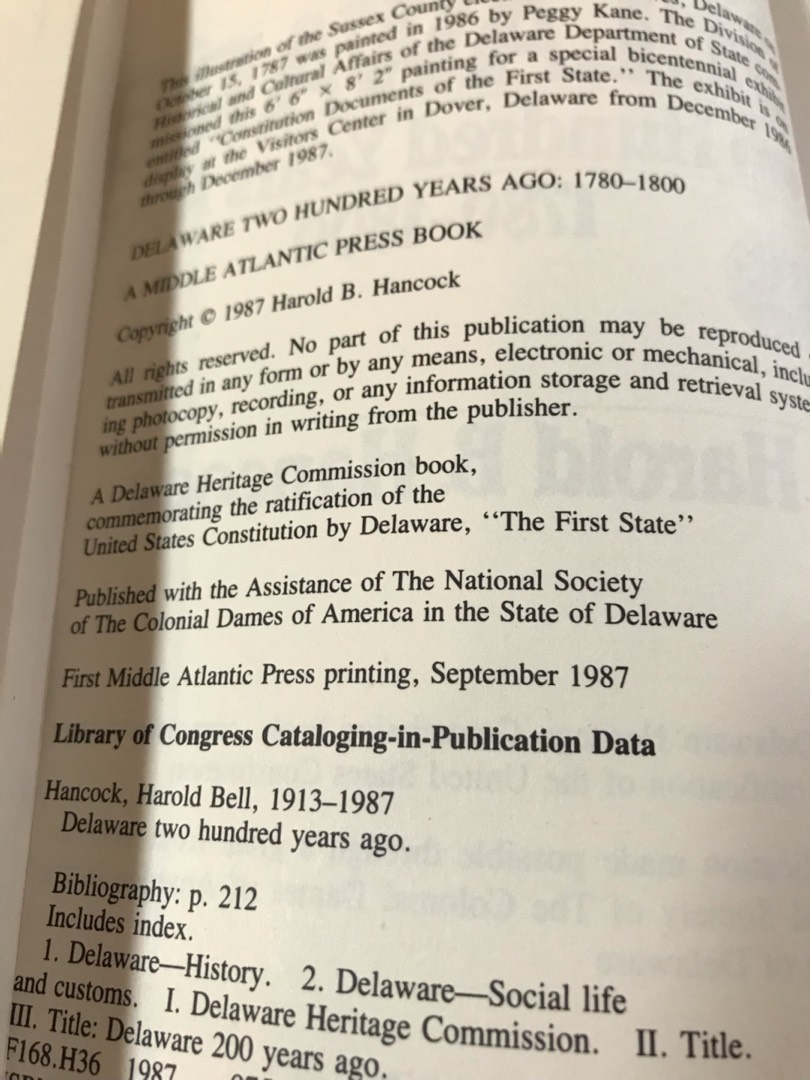 This illustration of the Sussex County
October 15, 1787 was painted in 1986 by Peggy Kane. The Division
Historical and Cultural Affairs of the Delaware Department of State com
missioned this 6' 6" × 8' 2" painting for a special bicentennial exhibi
entitled "Constitution Documents of the First State." The exhibit is on
display at the Visitors Center in Dover, Delaware from December 1986
through December 1987.
DELAWARE TWO HUNDRED YEARS AGO: 1780–1800
A MIDDLE ATLANTIC PRESS BOOK
Copyright © 1987 Harold B. Hancock
All rights reserved. No part of this publication may be reproduced
transmitted in any form or by any means, electronic or mechanical, inclu
ing photocopy, recording, or any information storage and retrieval syste
without permission in writing from the publisher.
A Delaware Heritage Commission book,
commemorating the ratification of the
United States Constitution by Delaware, "The First State"
Published with the Assistance of The National Society
of The Colonial Dames of America in the State of Delaware
First Middle Atlantic Press printing, September 1987
Library of Congress Cataloging-in-Publication Data
Hancock, Harold Bell, 1913–1987
Delaware two hundred years ago.
Bibliography: p. 212
Includes index.
1. Delaware—History. 2. Delaware—Social life
and customs. I. Delaware Heritage Commission. II. Title.
III. Title: Delaware 200 years ago.
F168.H36 1987